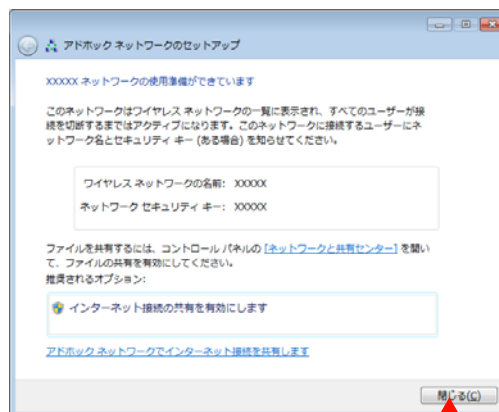 アドホック ネットワークのセットアップ
XXXXX ネットワークの使用準備ができています
このネットワークはワイヤレス ネットワークの一覧に表示され、すべてのユーザーが接
続を切断するまではアクティブになります。このネットワークに接続するユーザーにネ
ットワーク名とセキュリティ キー (ある場合) を知らせてください。
ワイヤレス ネットワークの名前: XXXXX
ネットワーク セキュリティ キー: XXXXX
ファイルを共有するには、コントロール パネルの [ネットワークと共有センター] を開い
て、ファイルの共有を有効にしてください。
推奨されるオプション:
インターネット接続の共有を有効にします
アドホック ネットワークでインターネット接続を共有します
閉じる(C)